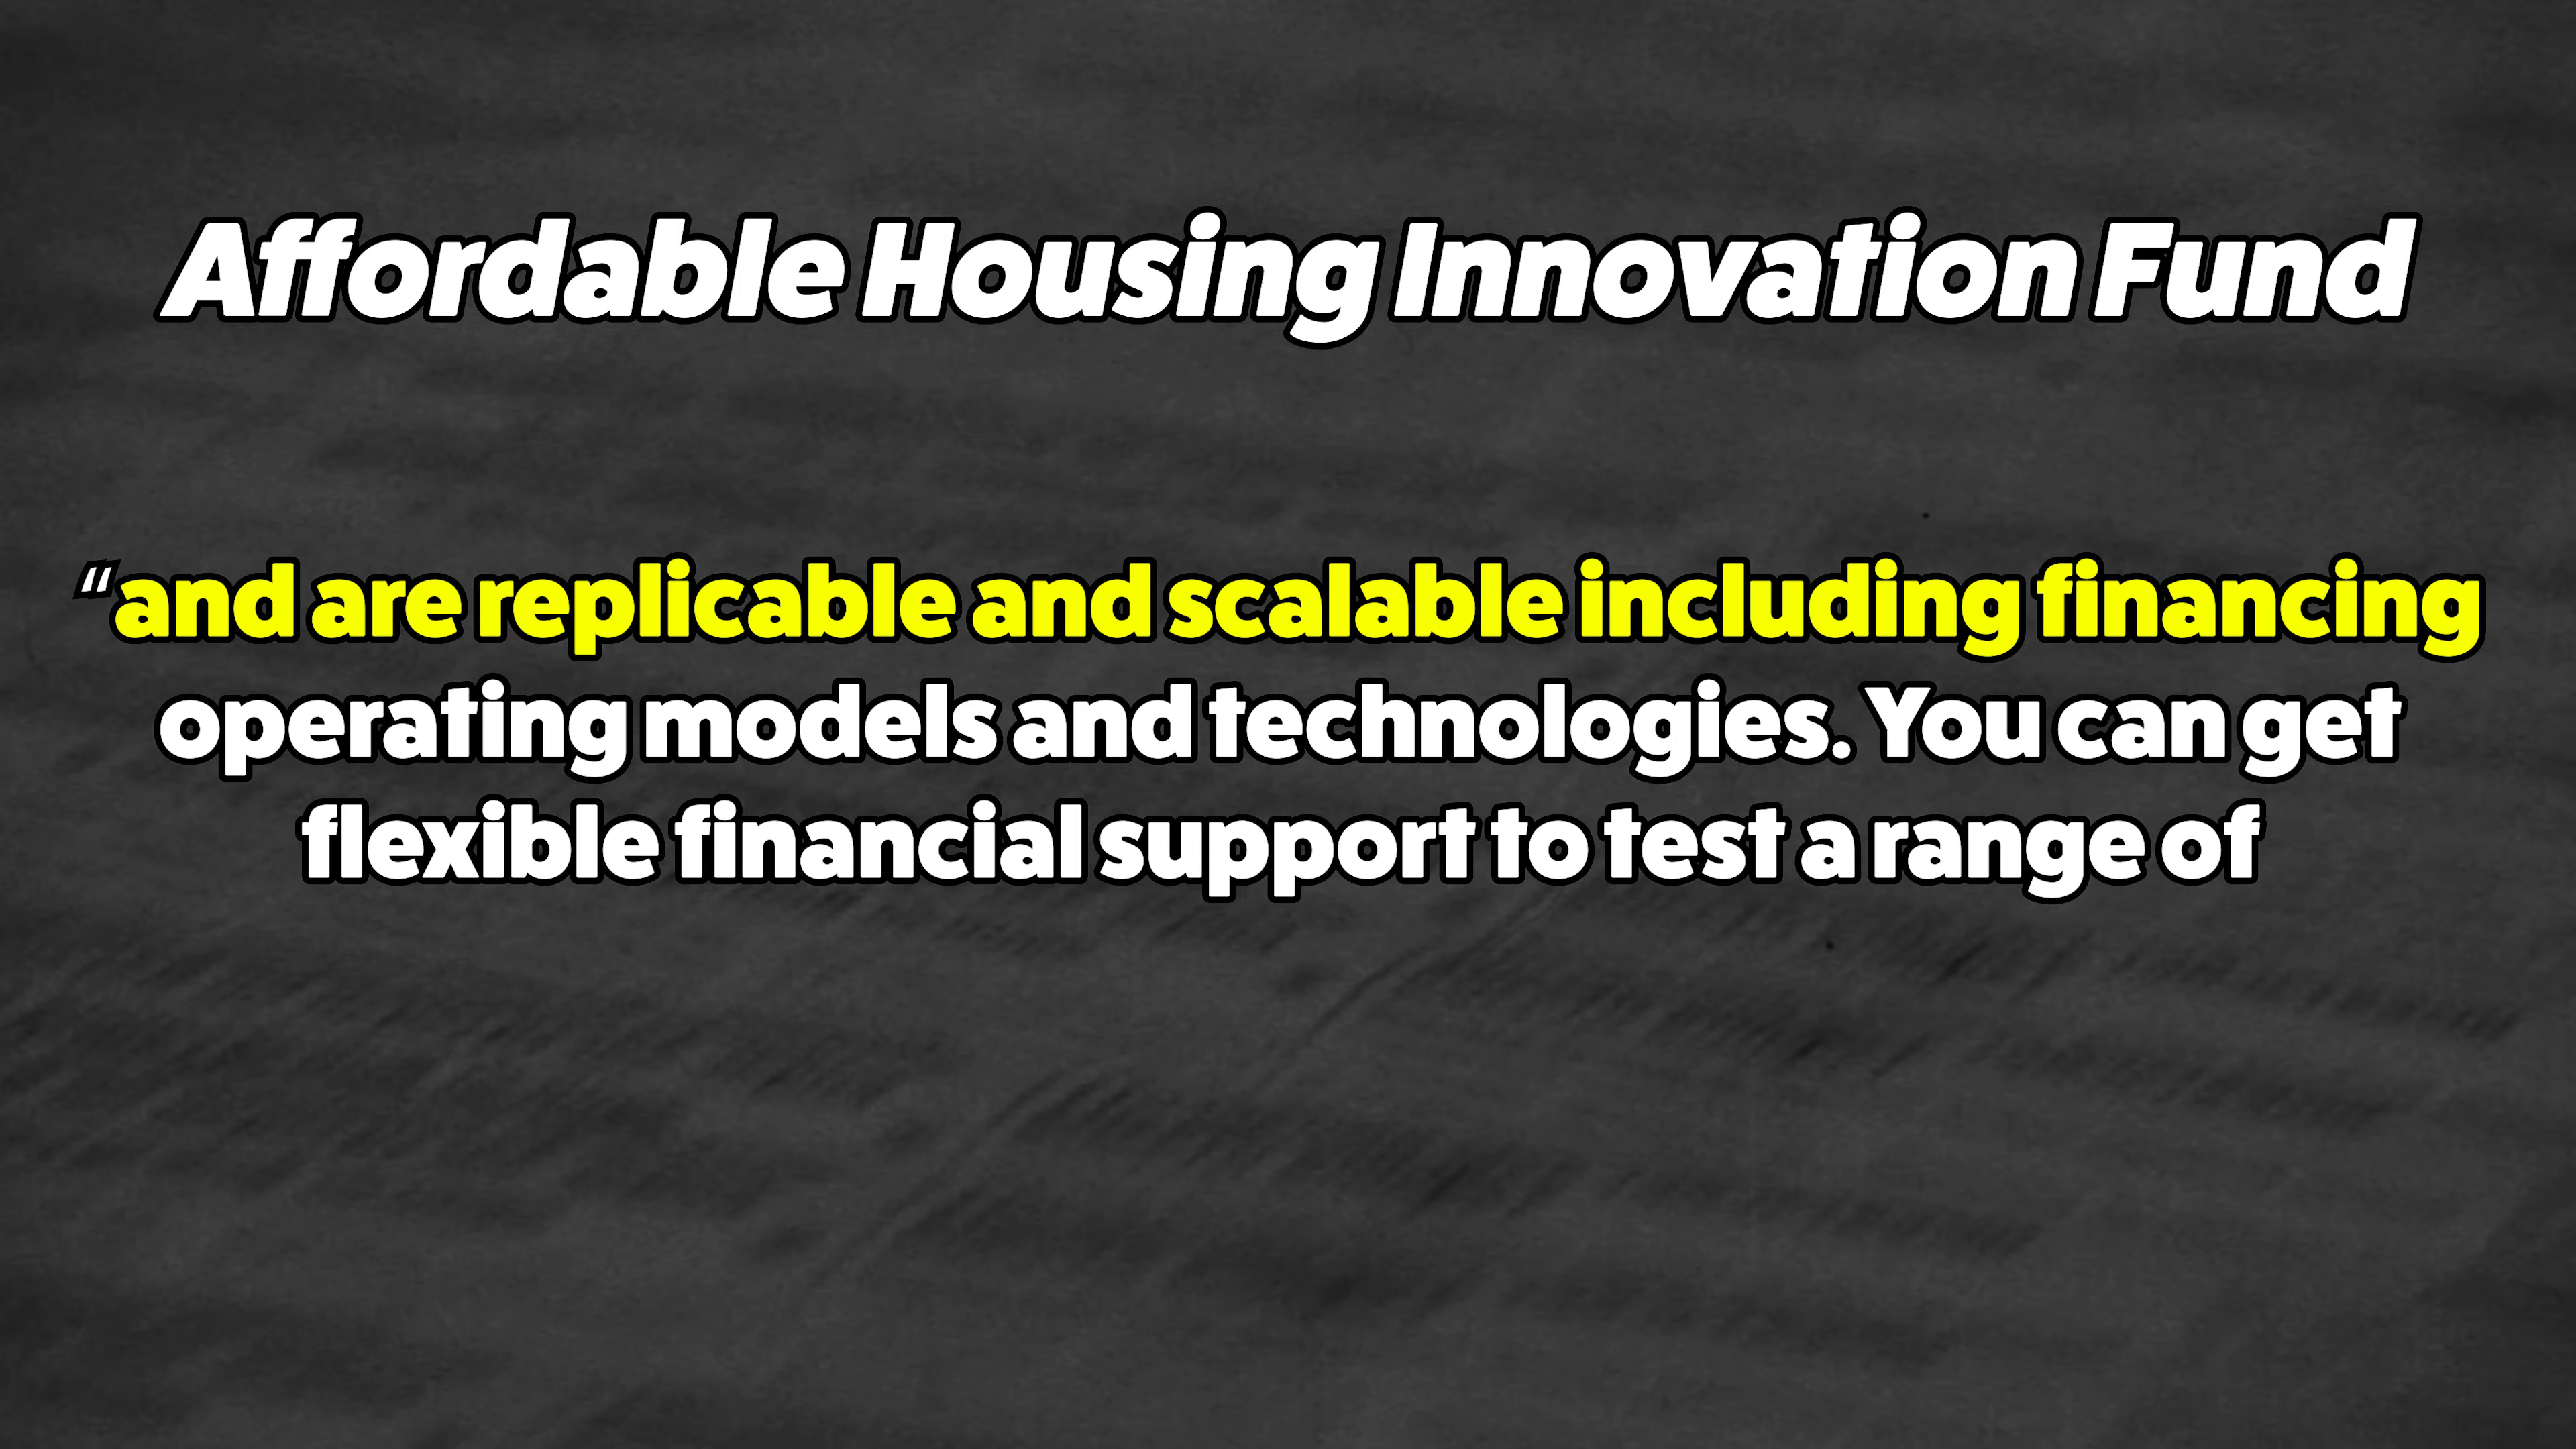 Affordable Housing Innovation Fund
“and are replicable and scalable including financing
operating models and technologies. You can get
flexible financial support to test a range of